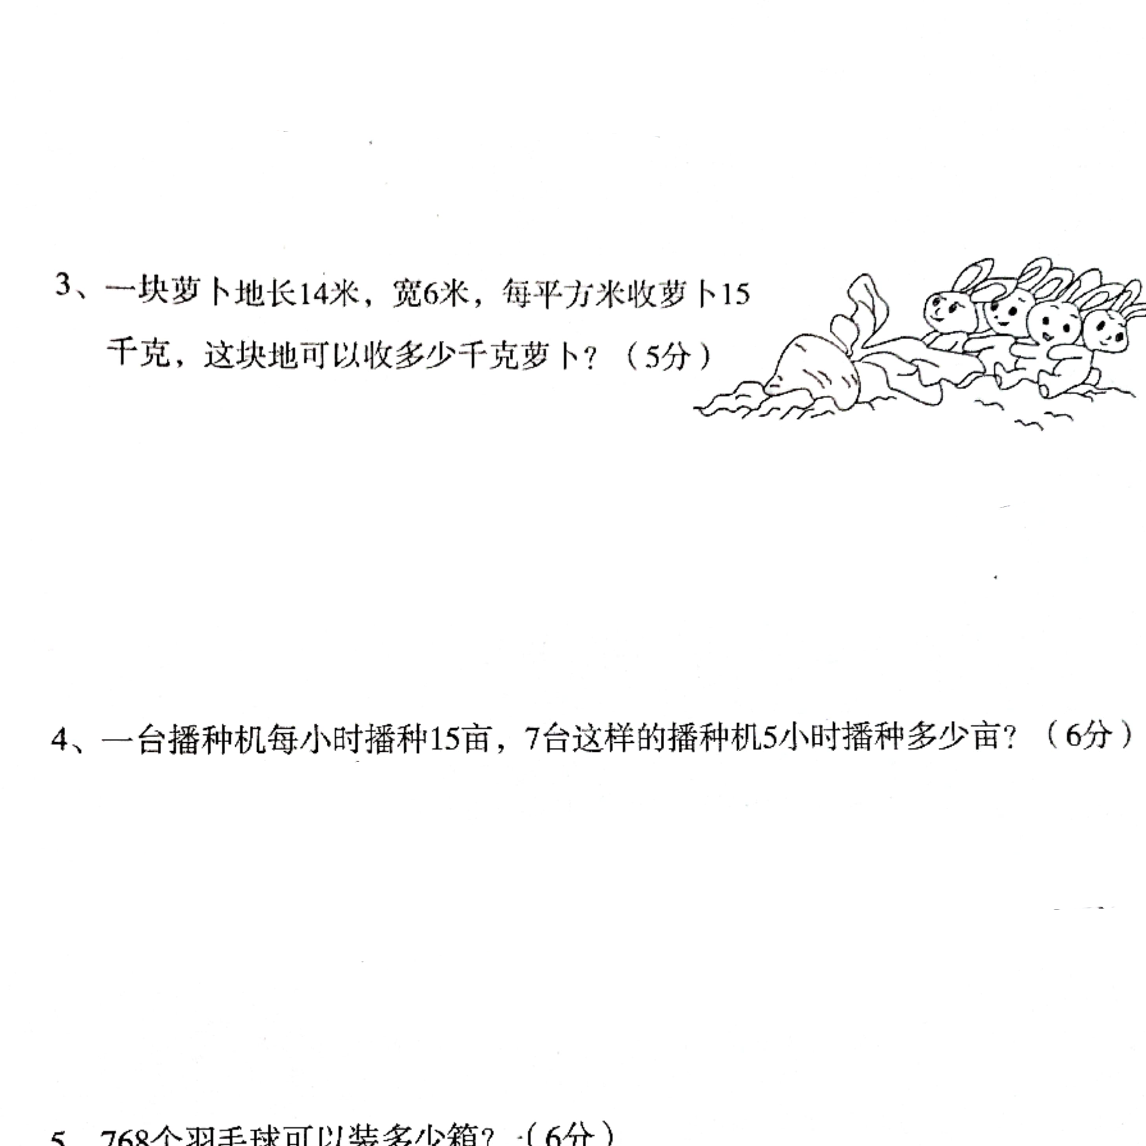 3、一块萝卜地长14米，宽6米，每平方米收萝卜15
千克，这块地可以收多少千克萝卜？（5分）
4、一台播种机每小时播种15亩，7台这样的播种机5小时播种多少亩？（6分）
5、768个羽毛球可以装多少箱？（6分）